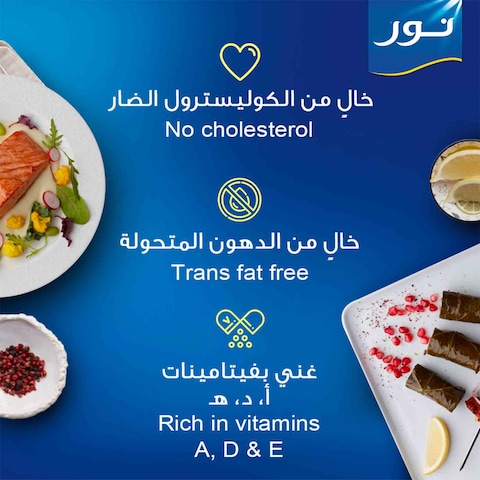 نور
خالٍ من الكوليسترول الضار
No cholesterol
خالٍ من الدهون المتحولة
Trans fat free
غني بفيتامينات
أ، د، هـ
Rich in vitamins
A, D & E